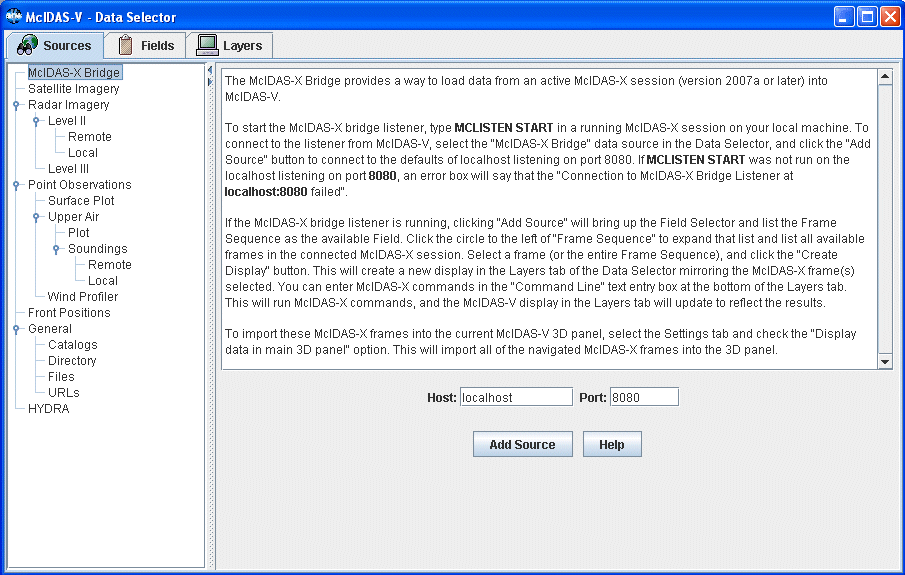 McIDAS-V - Data Selector
Sources
Fields
Layers
McIDAS-X Bridge
Satellite Imagery
Radar Imagery
Level II
Remote
Local
Level III
Point Observations
Surface Plot
Upper Air
Plot
Soundings
Remote
Local
Wind Profiler
Front Positions
General
Catalogs
Directory
Files
URLs
HYDRA
The McIDAS-X Bridge provides a way to load data from an active McIDAS-X session (version 2007a or later) into
McIDAS-V.
To start the McIDAS-X bridge listener, type MCLISTEN START in a running McIDAS-X session on your local machine. To
connect to the listener from McIDAS-V, select the "McIDAS-X Bridge" data source in the Data Selector, and click the "Add
Source" button to connect to the defaults of localhost listening on port 8080. If MCLISTEN START was not run on the
localhost listening on port 8080, an error box will say that the "Connection to McIDAS-X Bridge Listener at
localhost:8080 failed".
If the McIDAS-X bridge listener is running, clicking "Add Source" will bring up the Field Selector and list the Frame
Sequence as the available Field. Click the circle to the left of "Frame Sequence" to expand that list and list all available
frames in the connected McIDAS-X session. Select a frame (or the entire Frame Sequence), and click the "Create
Display" button. This will create a new display in the Layers tab of the Data Selector mirroring the McIDAS-X frame(s)
selected. You can enter McIDAS-X commands in the "Command Line" text entry box at the bottom of the Layers tab.
This will run McIDAS-X commands, and the McIDAS-V display in the Layers tab will update to reflect the results.
To import these McIDAS-X frames into the current McIDAS-V 3D panel, select the Settings tab and check the "Display
data in main 3D panel" option. This will import all of the navigated McIDAS-X frames into the 3D panel.
Host: localhost Port: 8080
Add Source Help